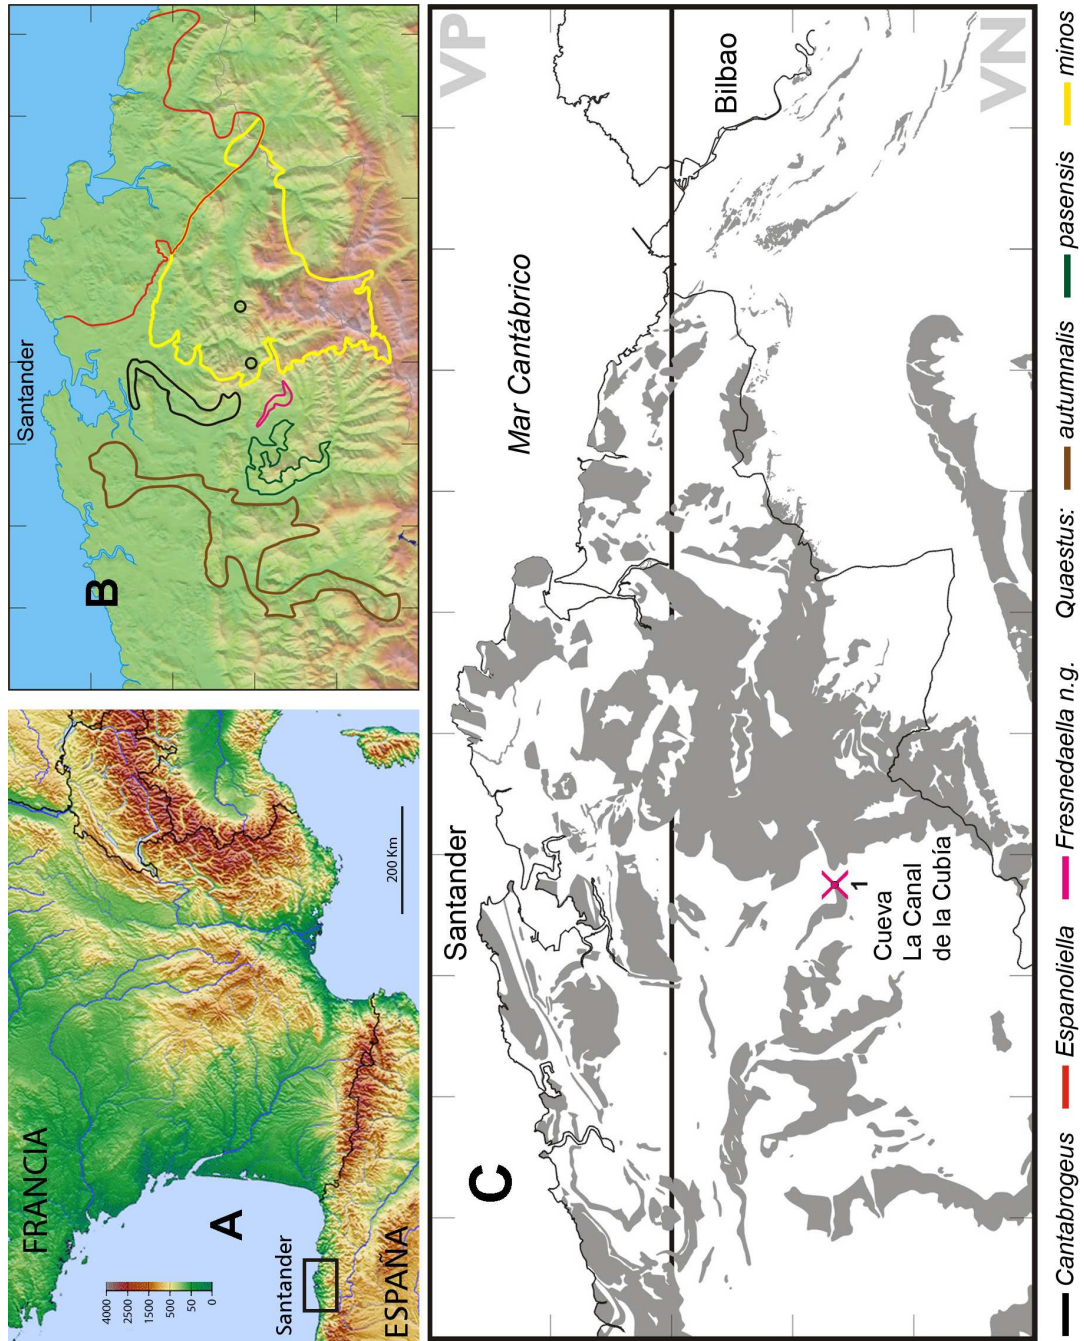 FRANCIA
A
Santander
ESPAÑA
4000
2500
1500
500
50
0
200 Km
Santander
B
VP
VN
Santander
Mar Cantábrico
Bilbao
C
1
Cueva
La Canal
de la Cubía
Cantabrogeus Espanoliella Fresnedaella n.g. Quaestus: autumnalis pasensis minos